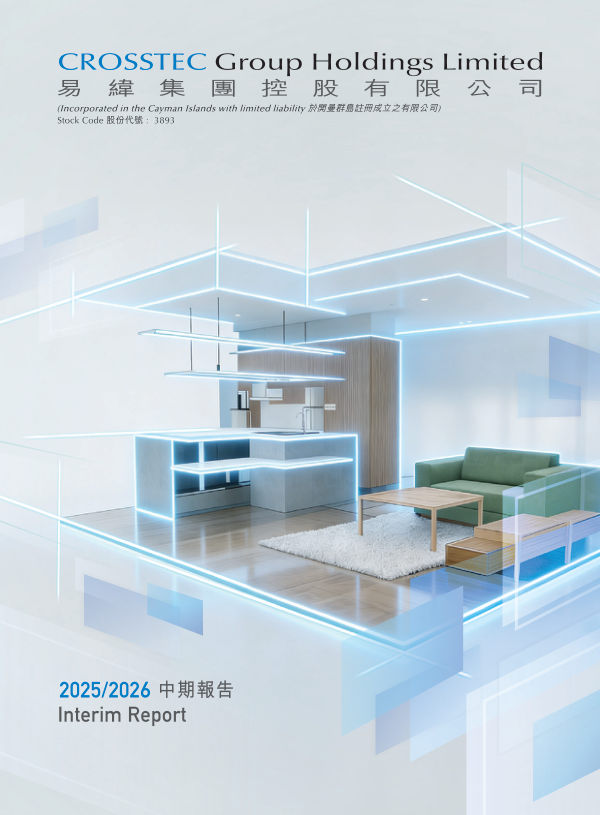 CROSSTEC Group Holdings Limited
易緯集團控股有限公司
(Incorporated in the Cayman Islands with limited liability 於開曼群島註冊成立之有限公司)
Stock Code 股份代號： 3893
2025/2026 中期報告
Interim Report